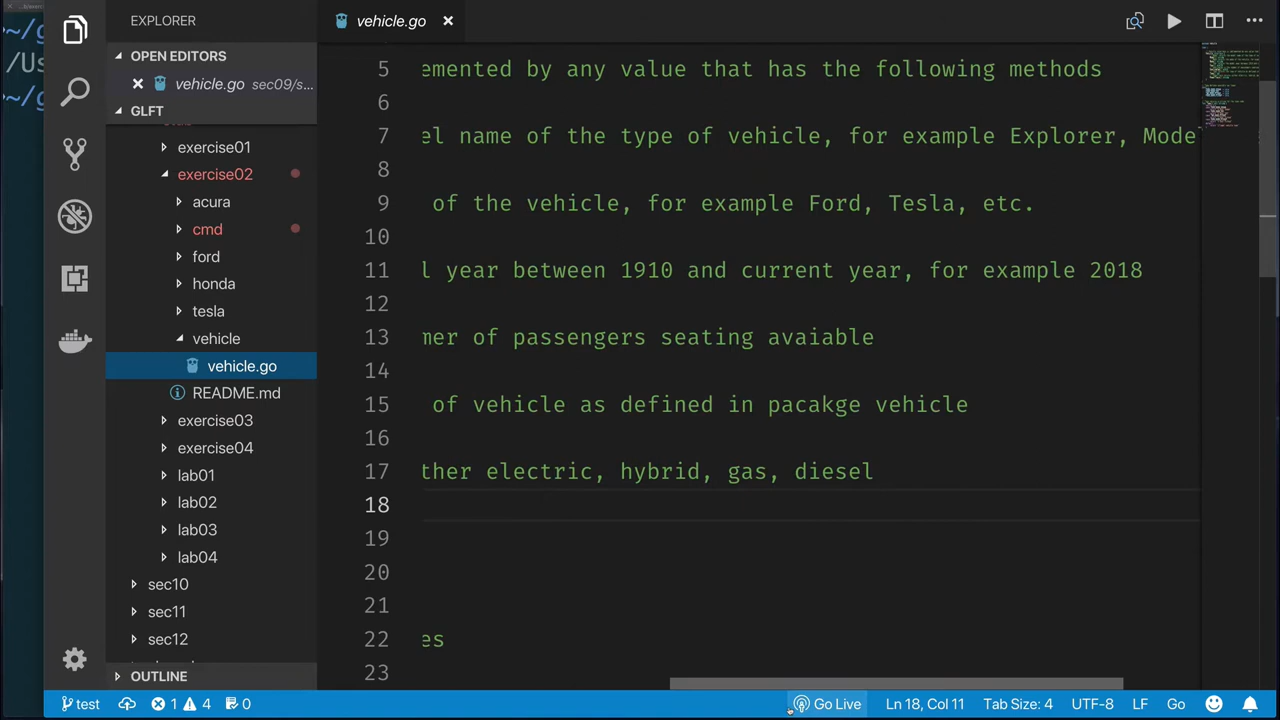 ~/g
/Us
~/g
EXPLORER
OPEN EDITORS
vehicle.go sec09/s...
GLFT
exercise01
exercise02
acura
cmd
ford
honda
tesla
vehicle
vehicle.go
README.md
exercise03
exercise04
lab01
lab02
lab03
lab04
sec10
sec11
sec12
OUTLINE
vehicle.go
5 emented by any value that has the following methods
6
7 el name of the type of vehicle, for example Explorer, Mode
8
9 of the vehicle, for example Ford, Tesla, etc.
10
11 l year between 1910 and current year, for example 2018
12
13 mer of passengers seating avaiable
14
15 of vehicle as defined in pacakge vehicle
16
17 ther electric, hybrid, gas, diesel
18
19
20
21
22 es
23
test 1 4 0 Go Live Ln 18, Col 11 Tab Size: 4 UTF-8 LF Go